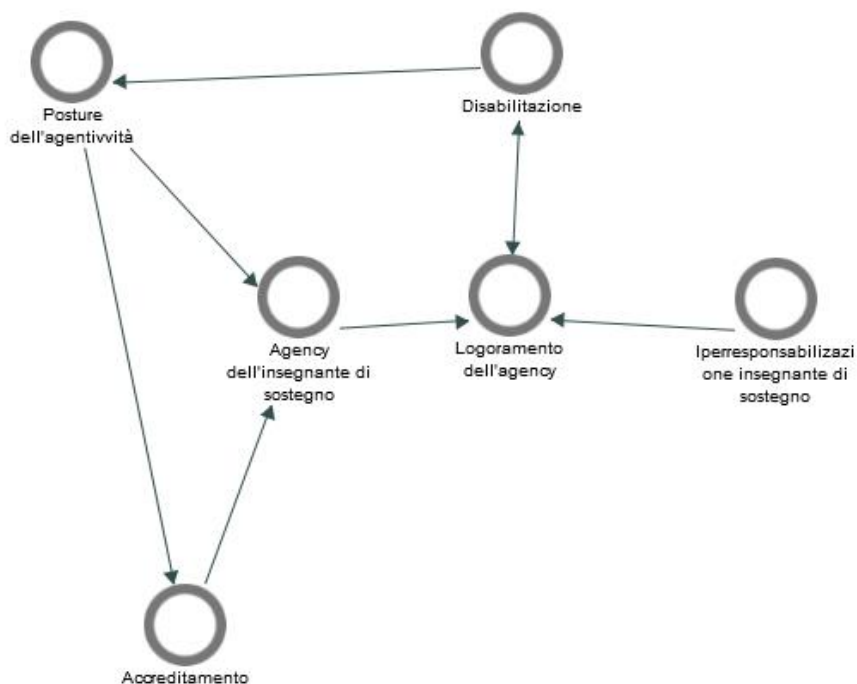 Posture
dell'agentivvità
Disabilitazione
Agency
dell'insegnante di
sostegno
Logoramento
dell'agency
Iperresponsabilizazi
one insegnante di
sostegno
Accreditamento